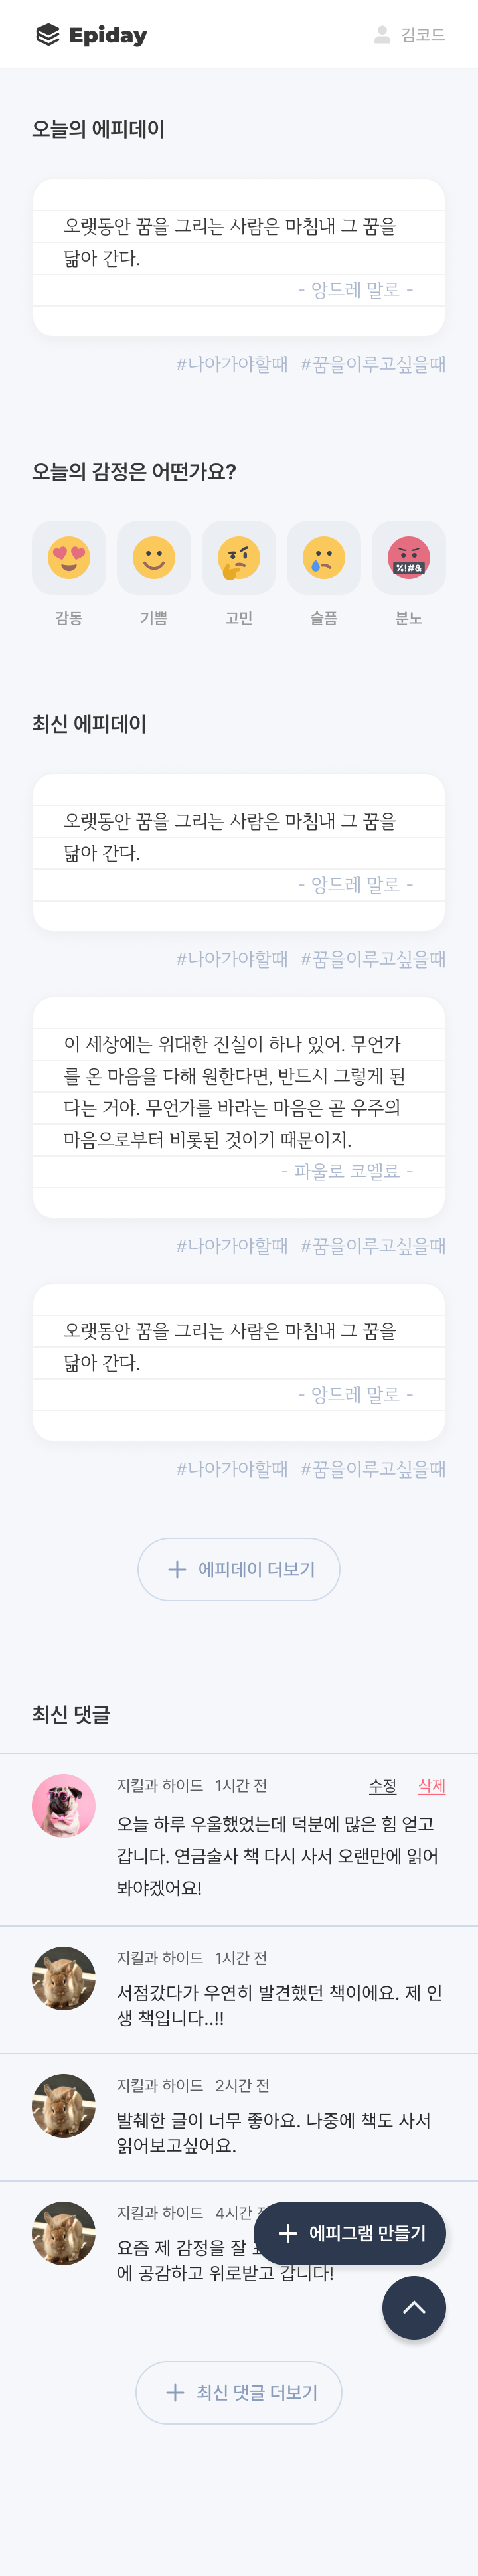 Epiday
김코드
오늘의 에피데이
오랫동안 꿈을 그리는 사람은 마침내 그 꿈을
닮아 간다.
- 앙드레 말로 -
#나아가야할때 #꿈을이루고싶을때
오늘의 감정은 어떤가요?
%!#&
감동 기쁨 고민 슬픔 분노
최신 에피데이
오랫동안 꿈을 그리는 사람은 마침내 그 꿈을
닮아 간다.
- 앙드레 말로 -
#나아가야할때 #꿈을이루고싶을때
이 세상에는 위대한 진실이 하나 있어. 무언가
를 온 마음을 다해 원한다면, 반드시 그렇게 된
다는 거야. 무언가를 바라는 마음은 곧 우주의
마음으로부터 비롯된 것이기 때문이지.
- 파울로 코엘료 -
#나아가야할때 #꿈을이루고싶을때
오랫동안 꿈을 그리는 사람은 마침내 그 꿈을
닮아 간다.
- 앙드레 말로 -
#나아가야할때 #꿈을이루고싶을때
에피데이 더보기
최신 댓글
지킬과 하이드 1시간 전 수정 삭제
오늘 하루 우울했었는데 덕분에 많은 힘 얻고
갑니다. 연금술사 책 다시 사서 오랜만에 읽어
봐야겠어요!
지킬과 하이드 1시간 전
서점갔다가 우연히 발견했던 책이에요. 제 인
생 책입니다..!!
지킬과 하이드 2시간 전
발췌한 글이 너무 좋아요. 나중에 책도 사서
읽어보고싶어요.
지킬과 하이드 4시간
에피그램 만들기
요즘 제 감정을 잘
에 공감하고 위로받고 갑니다!
최신 댓글 더보기